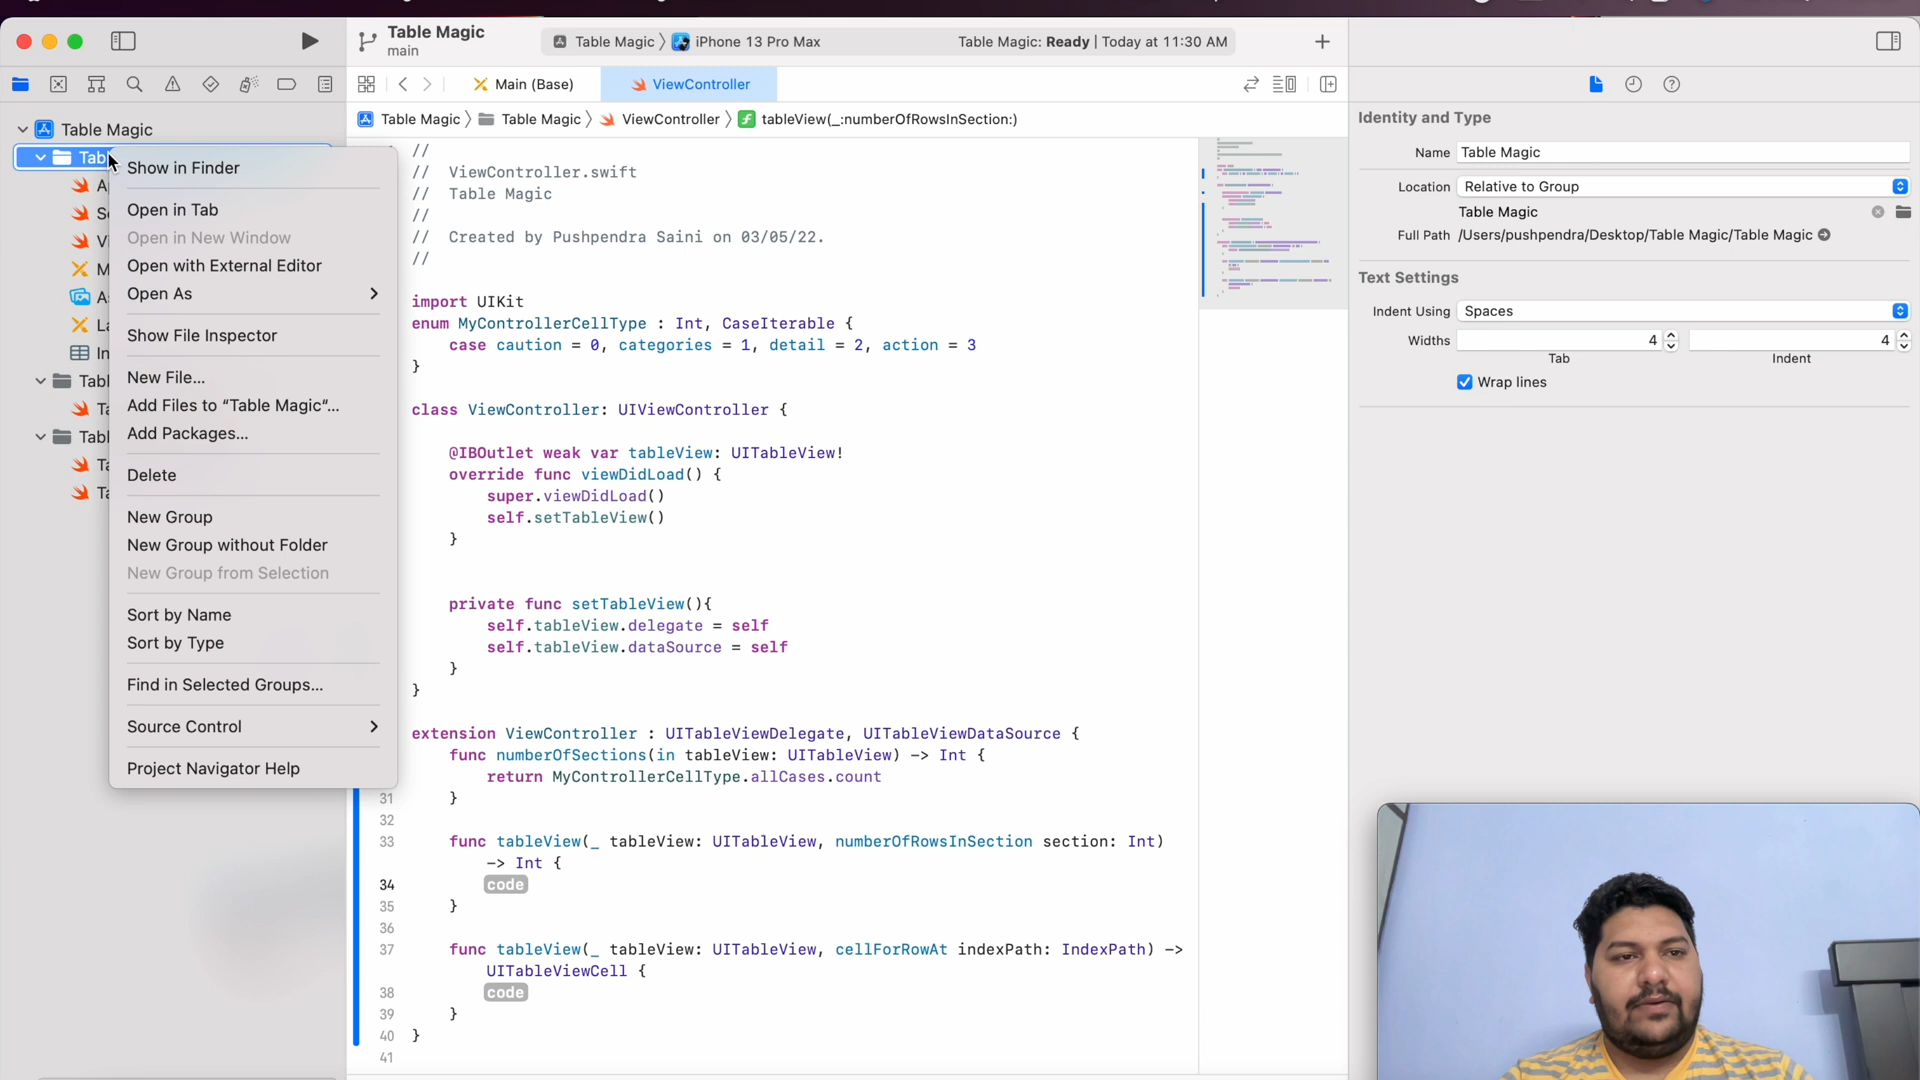 Table Magic
main
Table Magic
iPhone 13 Pro Max
Table Magic: Ready | Today at 11:30 AM
Main (Base)
ViewController
Table Magic
Table Magic
ViewController
tableView(_:numberOfRowsInSection:)
Table Magic
Show in Finder
Open in Tab
Open in New Window
Open with External Editor
Open As
Show File Inspector
New File...
Add Files to “Table Magic“...
Add Packages...
Delete
New Group
New Group without Folder
New Group from Selection
Sort by Name
Sort by Type
Find in Selected Groups...
Source Control
Project Navigator Help
//
// ViewController.swift
// Table Magic
//
// Created by Pushpendra Saini on 03/05/22.
//
import UIKit
enum MyControllerCellType : Int, CaseIterable {
case caution = 0, categories = 1, detail = 2, action = 3
}
class ViewController: UIViewController {
@IBOutlet weak var tableView: UITableView!
override func viewDidLoad() {
super.viewDidLoad()
self.setTableView()
}
private func setTableView(){
self.tableView.delegate = self
self.tableView.dataSource = self
}
}
extension ViewController : UITableViewDelegate, UITableViewDataSource {
func numberOfSections(in tableView: UITableView) -> Int {
return MyControllerCellType.allCases.count
31 }
32
33 func tableView(_ tableView: UITableView, numberOfRowsInSection section: Int)
-> Int {
34 code
35 }
36
37 func tableView(_ tableView: UITableView, cellForRowAt indexPath: IndexPath) ->
UITableViewCell {
38 code
39 }
40 }
41
Identity and Type
Name Table Magic
Location Relative to Group
Table Magic
Full Path /Users/pushpendra/Desktop/Table Magic/Table Magic
Text Settings
Indent Using Spaces
Widths 4 4
Tab Indent
Wrap lines